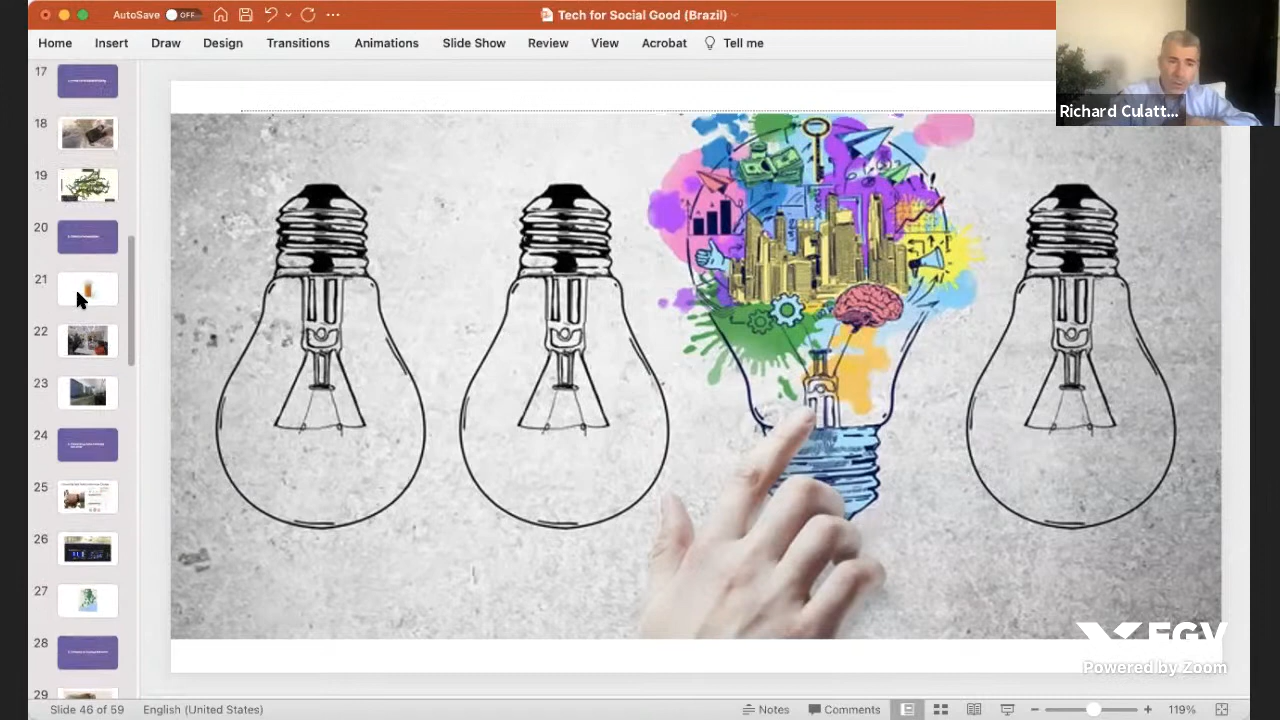 AutoSave OFF
Tech for Social Good (Brazil)
Home Insert Draw Design Transitions Animations Slide Show Review View Acrobat Tell me
Richard Culatt...
17
18
19
20
21
22
23
24
25
26
27
28
29
FGV
Powered by Zoom
Slide 46 of 59 English (United States) Notes Comments 119%